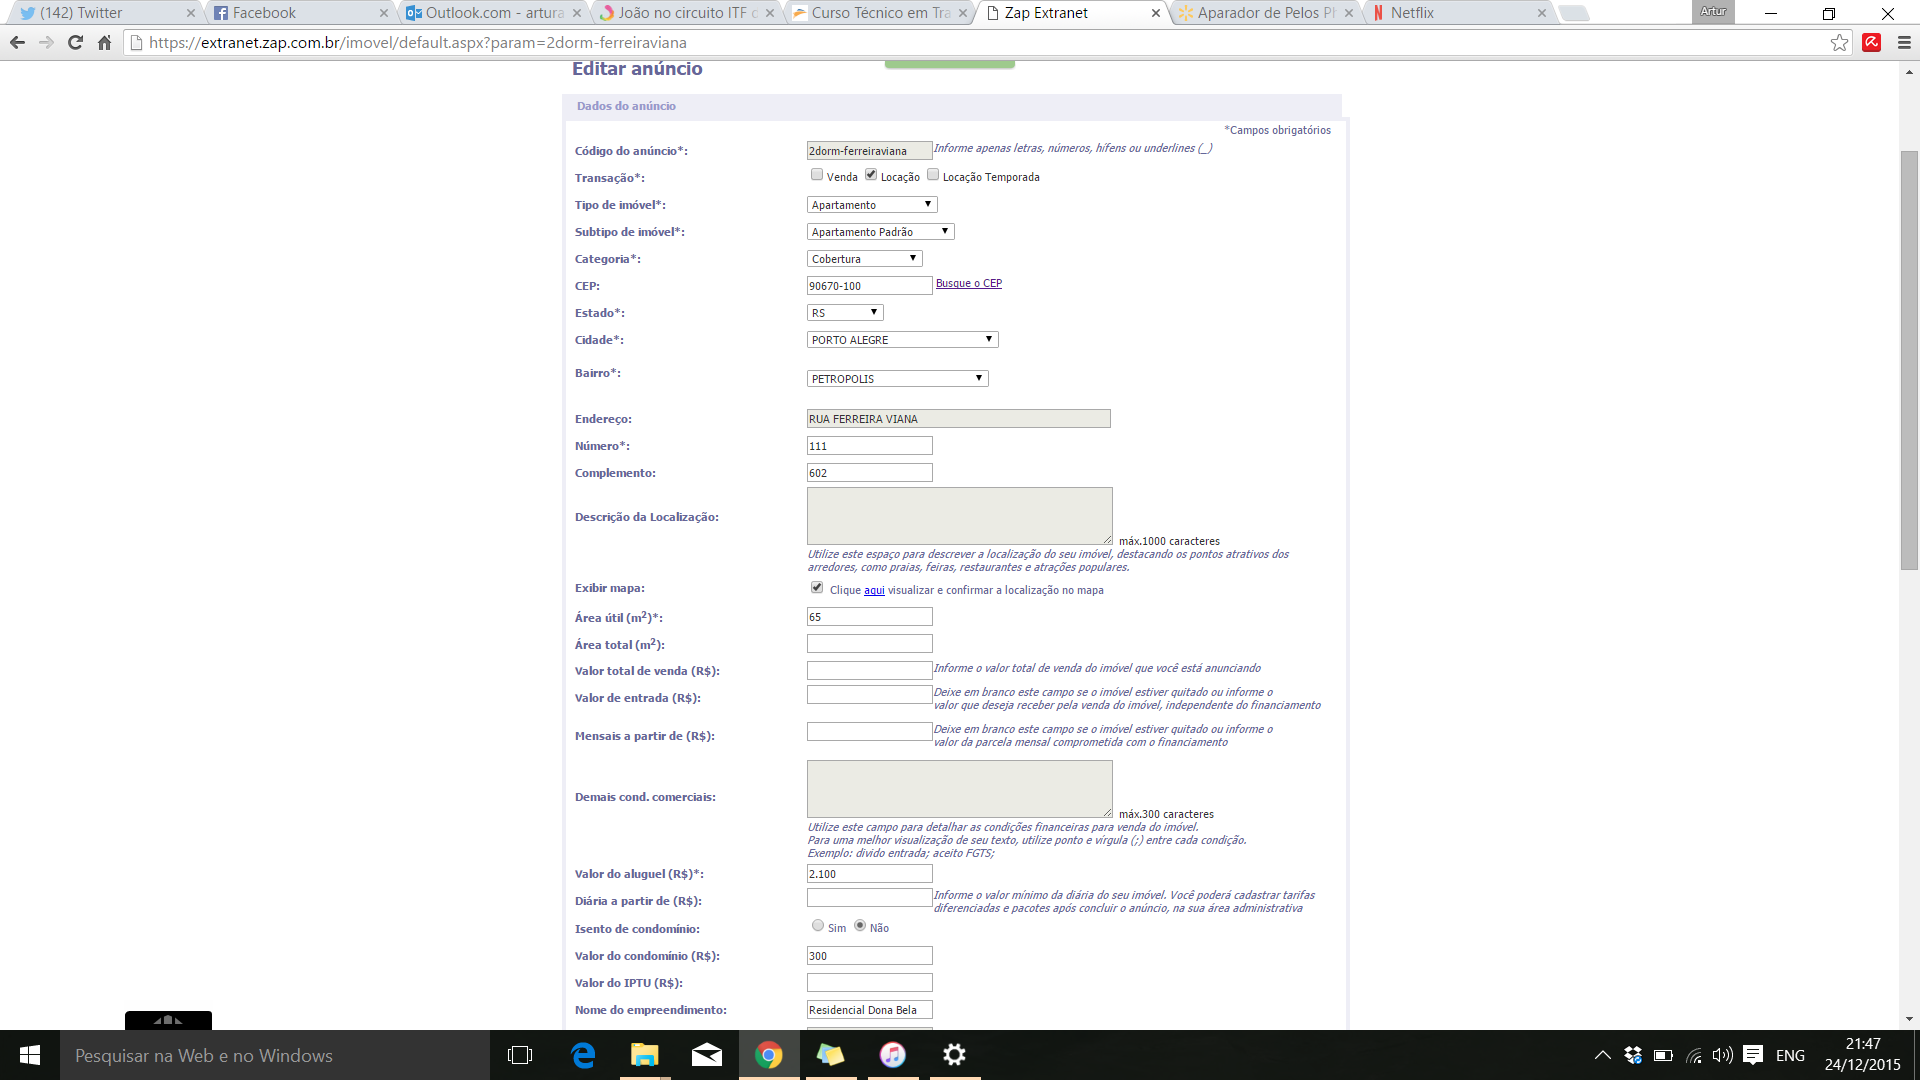 (142) Twitter
Facebook
Outlook.com - artura
João no circuito ITF d
Curso Técnico em Tra
Zap Extranet
Aparador de Pelos Ph
Netflix
Artur
https://extranet.zap.com.br/imovel/default.aspx?param=2dorm-ferreiraviana
Editar anúncio
Dados do anúncio
*Campos obrigatórios
Código do anúncio*: 2dorm-ferreiraviana Informe apenas letras, números, hífens ou underlines (_)
Transação*: Venda Locação Locação Temporada
Tipo de imóvel*: Apartamento
Subtipo de imóvel*: Apartamento Padrão
Categoria*: Cobertura
CEP: 90670-100 Busque o CEP
Estado*: RS
Cidade*: PORTO ALEGRE
Bairro*: PETROPOLIS
Endereço: RUA FERREIRA VIANA
Número*: 111
Complemento: 602
Descrição da Localização: máx.1000 caracteres
Utilize este espaço para descrever a localização do seu imóvel, destacando os pontos atrativos dos
arredores, como praias, feiras, restaurantes e atrações populares.
Exibir mapa: Clique aqui visualizar e confirmar a localização no mapa
Área útil (m2)*: 65
Área total (m2):
Valor total de venda (R$): Informe o valor total de venda do imóvel que você está anunciando
Valor de entrada (R$): Deixe em branco este campo se o imóvel estiver quitado ou informe o
valor que deseja receber pela venda do imóvel, independente do financiamento
Mensais a partir de (R$): Deixe em branco este campo se o imóvel estiver quitado ou informe o
valor da parcela mensal comprometida com o financiamento
Demais cond. comerciais: máx.300 caracteres
Utilize este campo para detalhar as condições financeiras para venda do imóvel.
Para uma melhor visualização de seu texto, utilize ponto e vírgula (;) entre cada condição.
Exemplo: divido entrada; aceito FGTS;
Valor do aluguel (R$)*: 2.100
Diária a partir de (R$): Informe o valor mínimo da diária do seu imóvel. Você poderá cadastrar tarifas
diferenciadas e pacotes após concluir o anúncio, na sua área administrativa
Isento de condomínio: Sim Não
Valor do condomínio (R$): 300
Valor do IPTU (R$):
Nome do empreendimento: Residencial Dona Bela
Pesquisar na Web e no Windows
ENG
21:47
24/12/2015